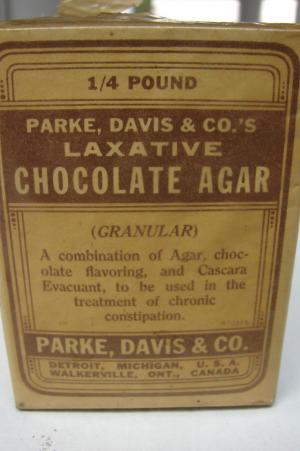 1/4 POUND
PARKE, DAVIS & CO.'S
LAXATIVE
CHOCOLATE AGAR
(GRANULAR)
A combination of Agar, choc-
olate flavoring, and Cascara
Evacuant, to be used in the
treatment of chronic
constipation.
PARKE, DAVIS & CO.
DETROIT, MICHIGAN, U. S. A.
WALKERVILLE, ONT., CANADA